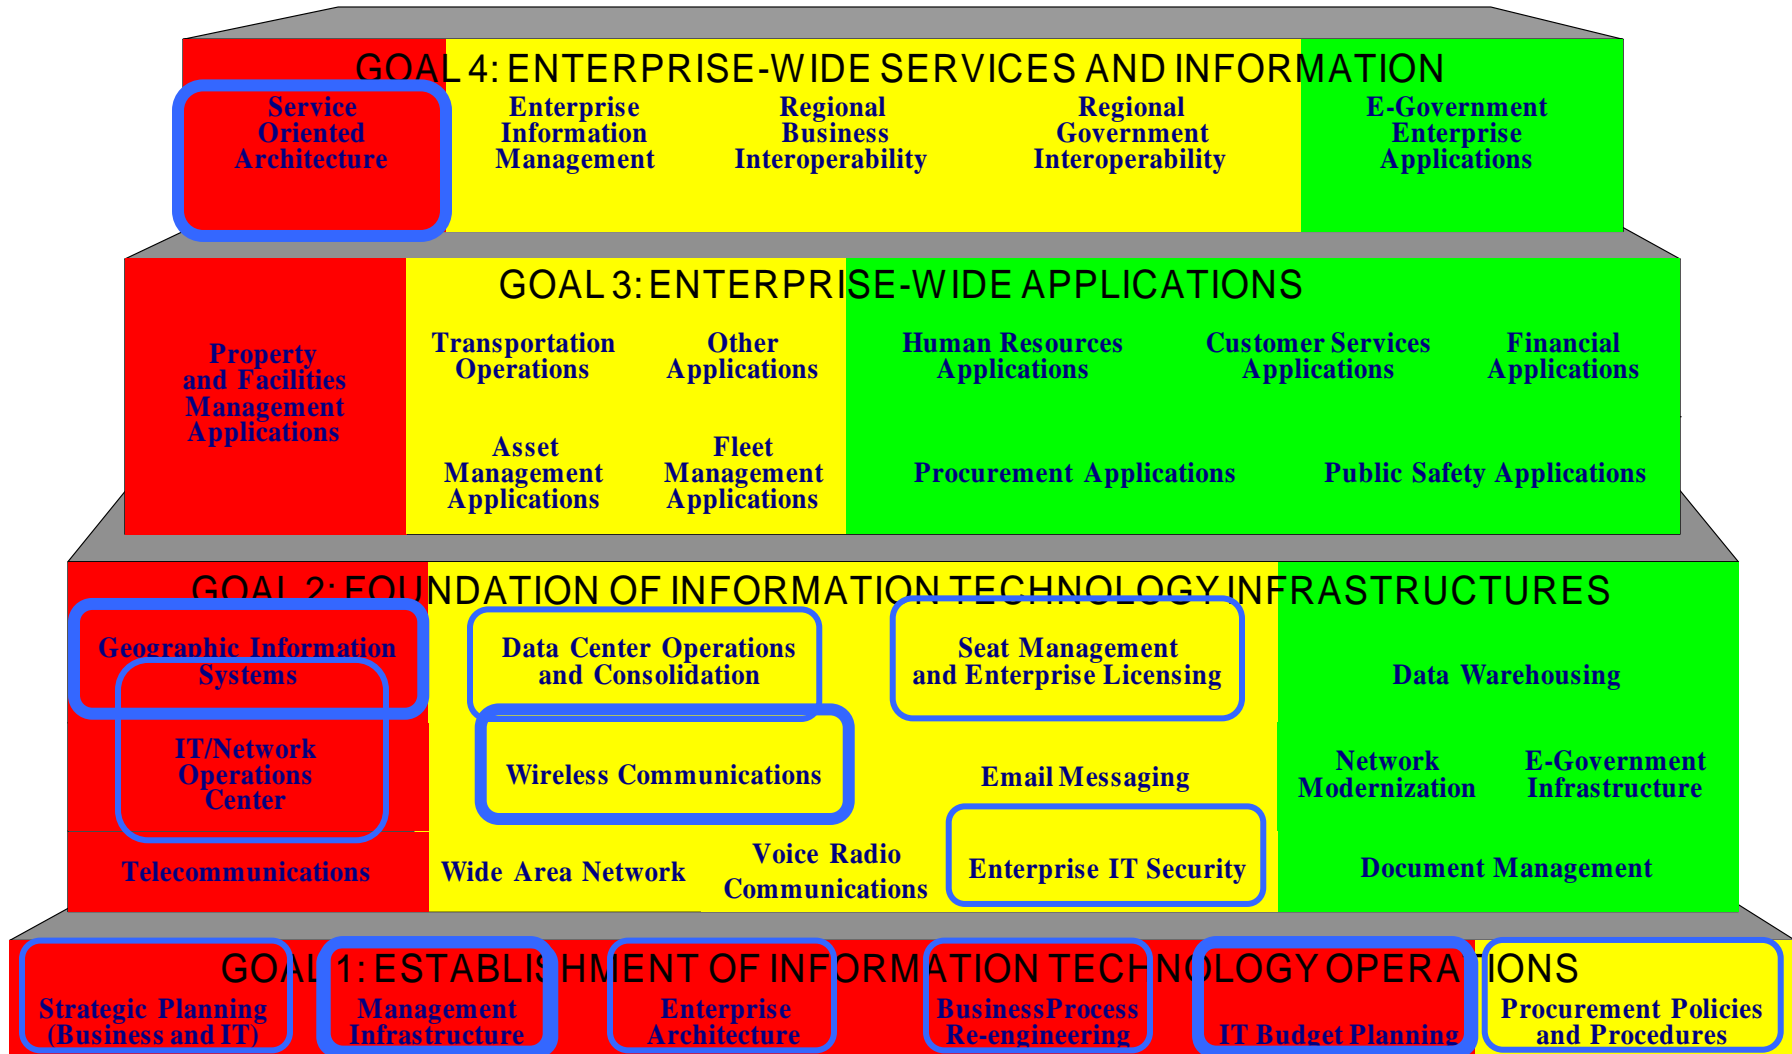 GOAL 4: ENTERPRISE-WIDE SERVICES AND INFORMATION
Service
Oriented
Architecture
Enterprise
Information
Management
Regional
Business
Interoperability
Regional
Government
Interoperability
E-Government
Enterprise
Applications
GOAL 3: ENTERPRISE-WIDE APPLICATIONS
Property
and Facilities
Management
Applications
Transportation
Operations
Other
Applications
Human Resources
Applications
Customer Services
Applications
Financial
Applications
Asset
Management
Applications
Fleet
Management
Applications
Procurement Applications
Public Safety Applications
GOAL 2: FOUNDATION OF INFORMATION TECHNOLOGY INFRASTRUCTURES
Geographic Information
Systems
Data Center Operations
and Consolidation
Seat Management
and Enterprise Licensing
Data Warehousing
IT/Network
Operations
Center
Wireless Communications
Email Messaging
Network
Modernization
E-Government
Infrastructure
Telecommunications
Wide Area Network
Voice Radio
Communications
Enterprise IT Security
Document Management
GOAL 1: ESTABLISHMENT OF INFORMATION TECHNOLOGY OPERATIONS
Strategic Planning
(Business and IT)
Management
Infrastructure
Enterprise
Architecture
Business Process
Re-engineering
IT Budget Planning
Procurement Policies
and Procedures